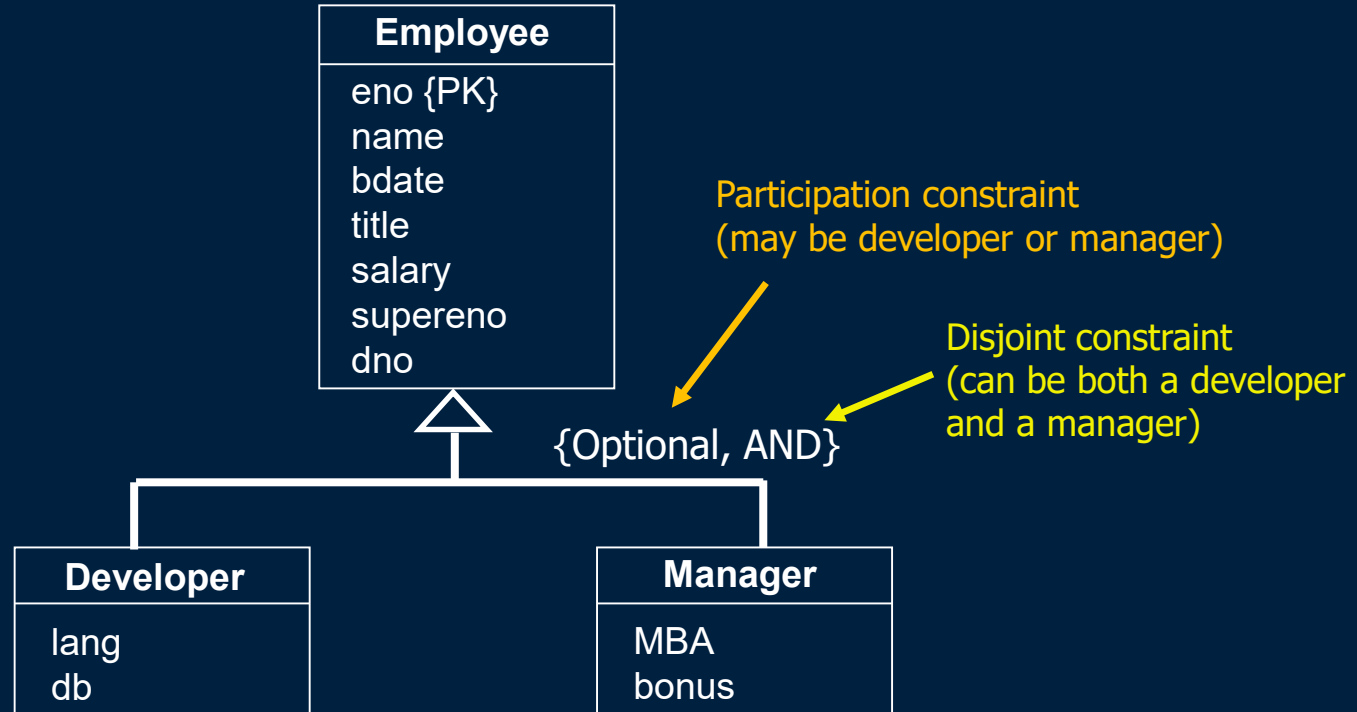 Employee
eno {PK}
name
bdate
title
salary
supereno
dno
Participation constraint
(may be developer or manager)
Disjoint constraint
(can be both a developer
and a manager)
{Optional, AND}
Developer
lang
db
Manager
MBA
bonus